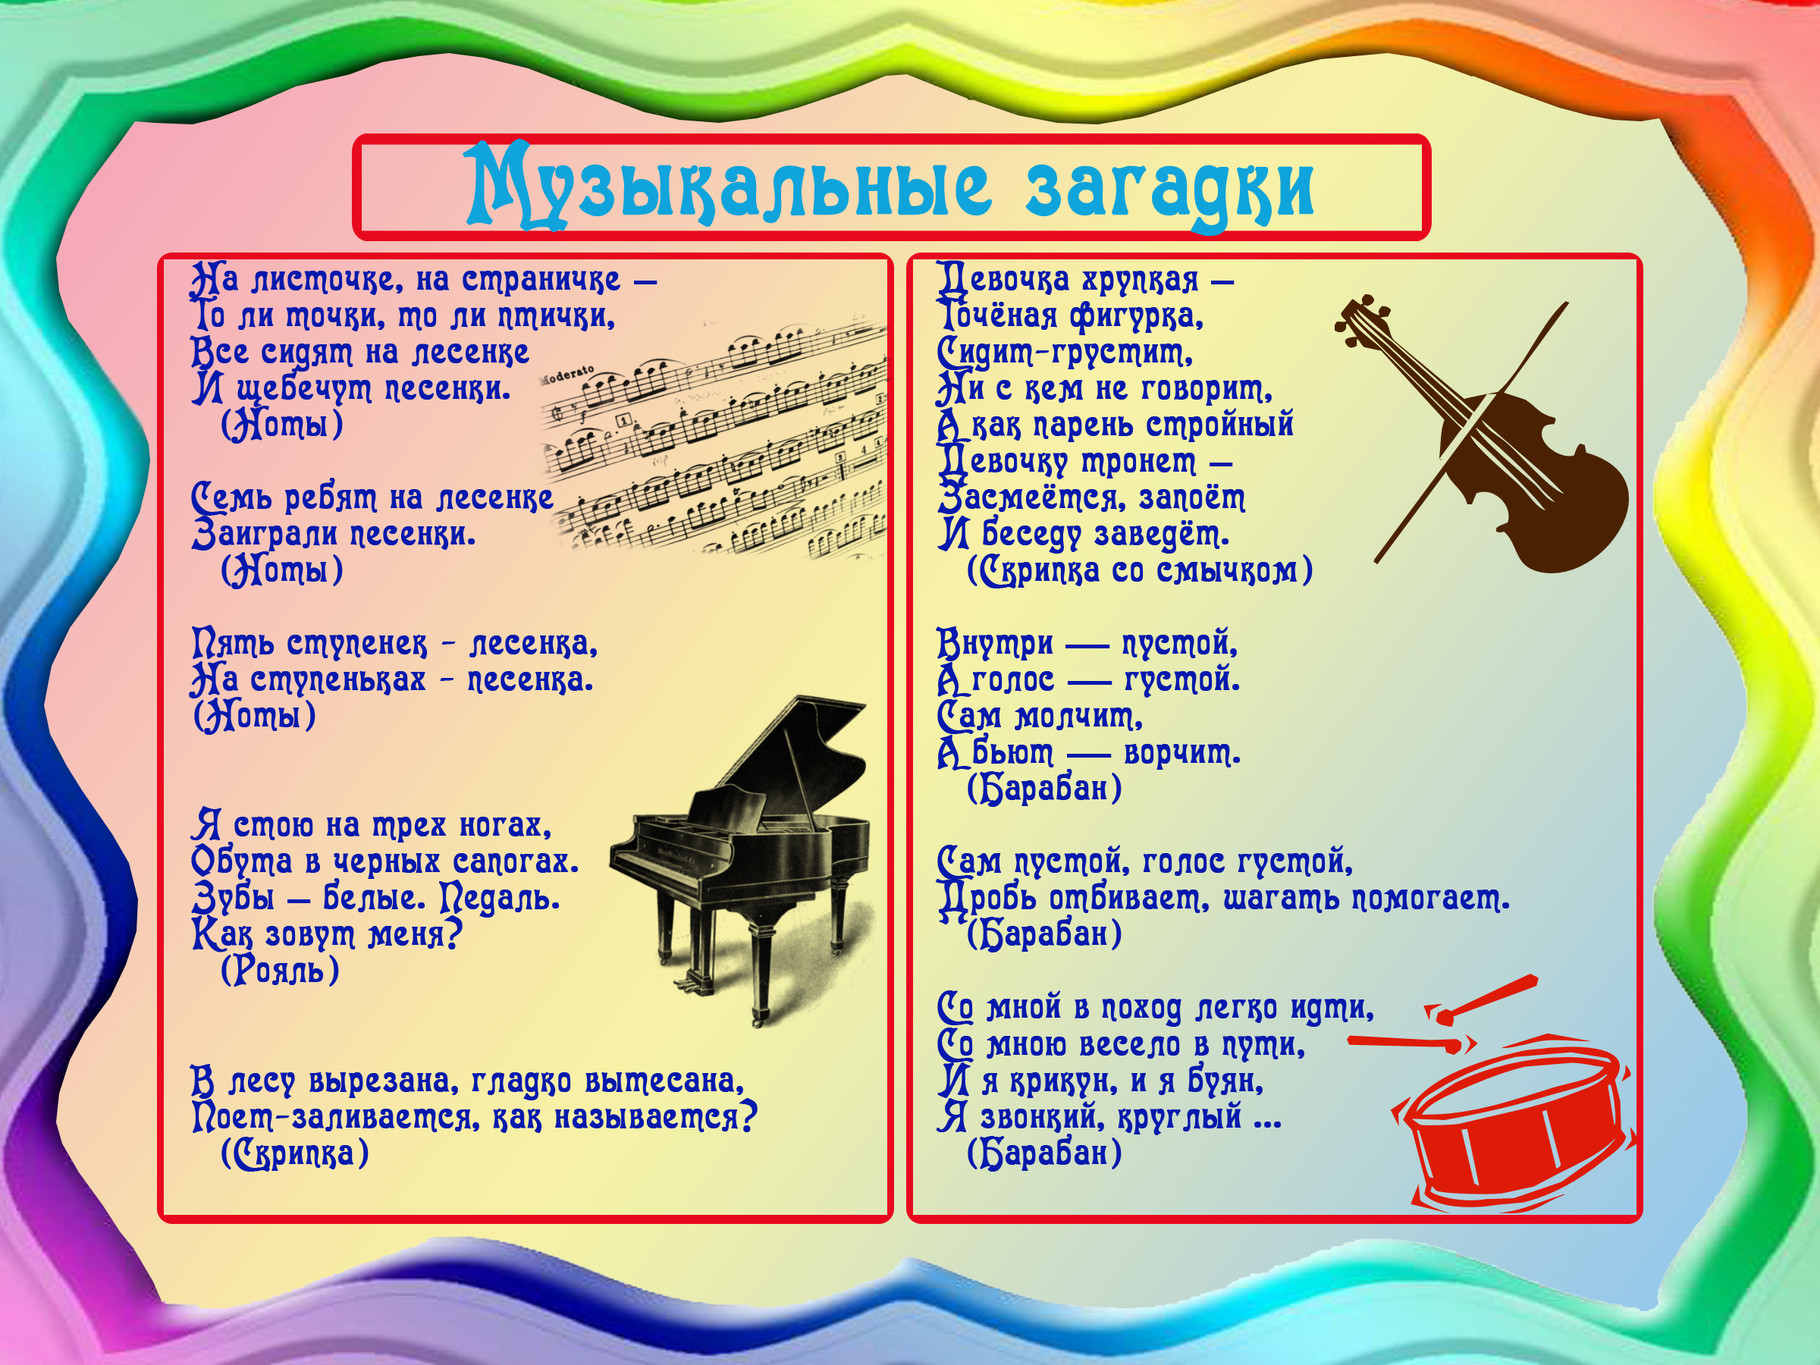 Музыкальные загадки
На листочке, на страничке —
То ли точки, то ли птички,
Все сидят на лесенке
И щебечут песенки.
(Ноты)
Moderato
Семь ребят на лесенке
Заиграли песенки.
(Ноты)
Пять ступенек - лесенка,
На ступеньках - песенка.
(Ноты)
Я стою на трех ногах,
Обута в черных сапогах.
Зубы — белые. Педаль.
Как зовут меня?
(Рояль)
В лесу вырезана, гладко вытесана,
Поет-заливается, как называется?
(Скрипка)
Девочка хрупкая —
Точёная фигурка,
Сидит-грустит,
Ни с кем не говорит,
А как парень стройный
Девочку тронет —
Засмеётся, запоёт
И беседу заведёт.
(Скрипка со смычком)
Внутри — пустой,
А голос — густой.
Сам молчит,
А бьют — ворчит.
(Барабан)
Сам пустой, голос густой,
Дробь отбивает, шагать помогает.
(Барабан)
Со мной в поход легко идти,
Со мною весело в пути,
И я крикун, и я буян,
Я звонкий, круглый ...
(Барабан)